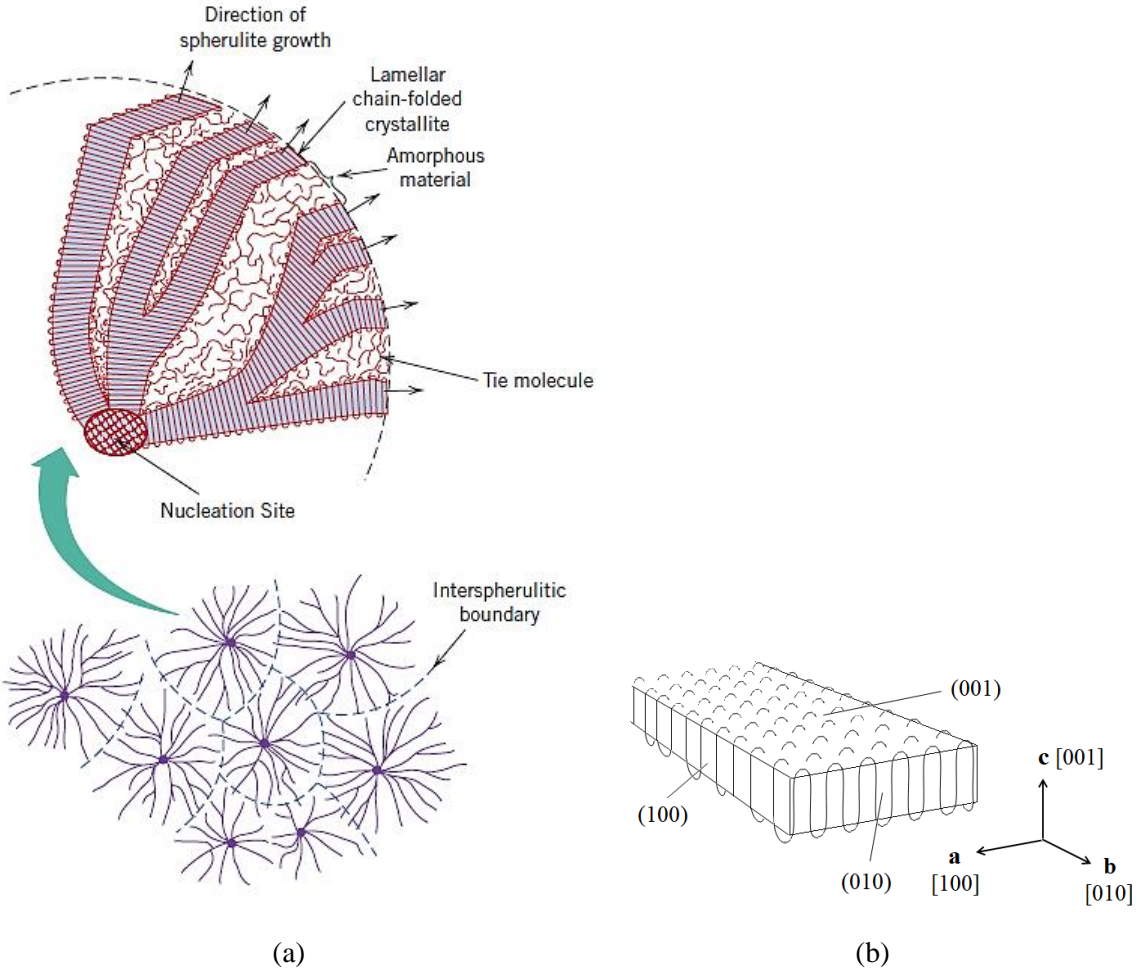 Direction of
spherulite growth
Lamellar
chain-folded
crystallite
Amorphous
material
Tie molecule
Nucleation Site
Interspherulitic
boundary
(001)
c [001]
(100)
(010)
a
[100]
b
[010]
(a)
(b)